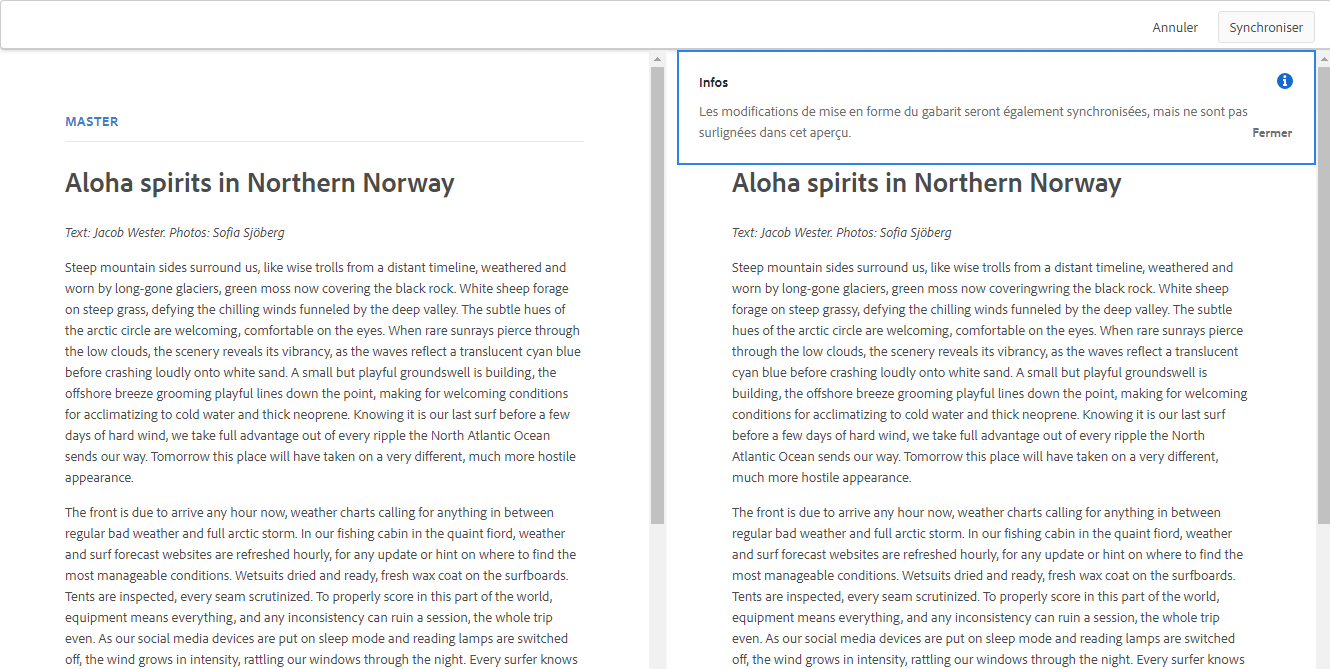 Annuler
Synchroniser
MASTER
Aloha spirits in Northern Norway
Text: Jacob Wester. Photos: Sofia Sjöberg
Steep mountain sides surround us, like wise trolls from a distant timeline, weathered and
worn by long-gone glaciers, green moss now covering the black rock. White sheep forage
on steep grass, defying the chilling winds funneled by the deep valley. The subtle hues of
the arctic circle are welcoming, comfortable on the eyes. When rare sunrays pierce through
the low clouds, the scenery reveals its vibrancy, as the waves reflect a translucent cyan blue
before crashing loudly onto white sand. A small but playful groundswell is building, the
offshore breeze grooming playful lines down the point, making for welcoming conditions
for acclimatizing to cold water and thick neoprene. Knowing it is our last surf before a few
days of hard wind, we take full advantage out of every ripple the North Atlantic Ocean
sends our way. Tomorrow this place will have taken on a very different, much more hostile
appearance.
The front is due to arrive any hour now, weather charts calling for anything in between
regular bad weather and full arctic storm. In our fishing cabin in the quaint fiord, weather
and surf forecast websites are refreshed hourly, for any update or hint on where to find the
most manageable conditions. Wetsuits dried and ready, fresh wax coat on the surfboards.
Tents are inspected, every seam scrutinized. To properly score in this part of the world,
equipment means everything, and any inconsistency can ruin a session, the whole trip
even. As our social media devices are put on sleep mode and reading lamps are switched
off, the wind grows in intensity, rattling our windows through the night. Every surfer knows
Infos
Les modifications de mise en forme du gabarit seront également synchronisées, mais ne sont pas
surlignées dans cet aperçu.
Fermer
Aloha spirits in Northern Norway
Text: Jacob Wester. Photos: Sofia Sjöberg
Steep mountain sides surround us, like wise trolls from a distant timeline, weathered and
worn by long-gone glaciers, green moss now coveringwring the black rock. White sheep
forage on steep grassy, defying the chilling winds funneled by the deep valley. The subtle
hues of the arctic circle are welcoming, comfortable on the eyes. When rare sunrays pierce
through the low clouds, the scenery reveals its vibrancy, as the waves reflect a translucent
cyan blue before crashing loudly onto white sand. A small but playful groundswell is
building, the offshore breeze grooming playful lines down the point, making for welcoming
conditions for acclimatizing to cold water and thick neoprene. Knowing it is our last surf
before a few days of hard wind, we take full advantage out of every ripple the North
Atlantic Ocean sends our way. Tomorrow this place will have taken on a very different,
much more hostile appearance.
The front is due to arrive any hour now, weather charts calling for anything in between
regular bad weather and full arctic storm. In our fishing cabin in the quaint fiord, weather
and surf forecast websites are refreshed hourly, for any update or hint on where to find the
most manageable conditions. Wetsuits dried and ready, fresh wax coat on the surfboards.
Tents are inspected, every seam scrutinized. To properly score in this part of the world,
equipment means everything, and any inconsistency can ruin a session, the whole trip
even. As our social media devices are put on sleep mode and reading lamps are switched
off, the wind grows in intensity, rattling our windows through the night. Every surfer knows